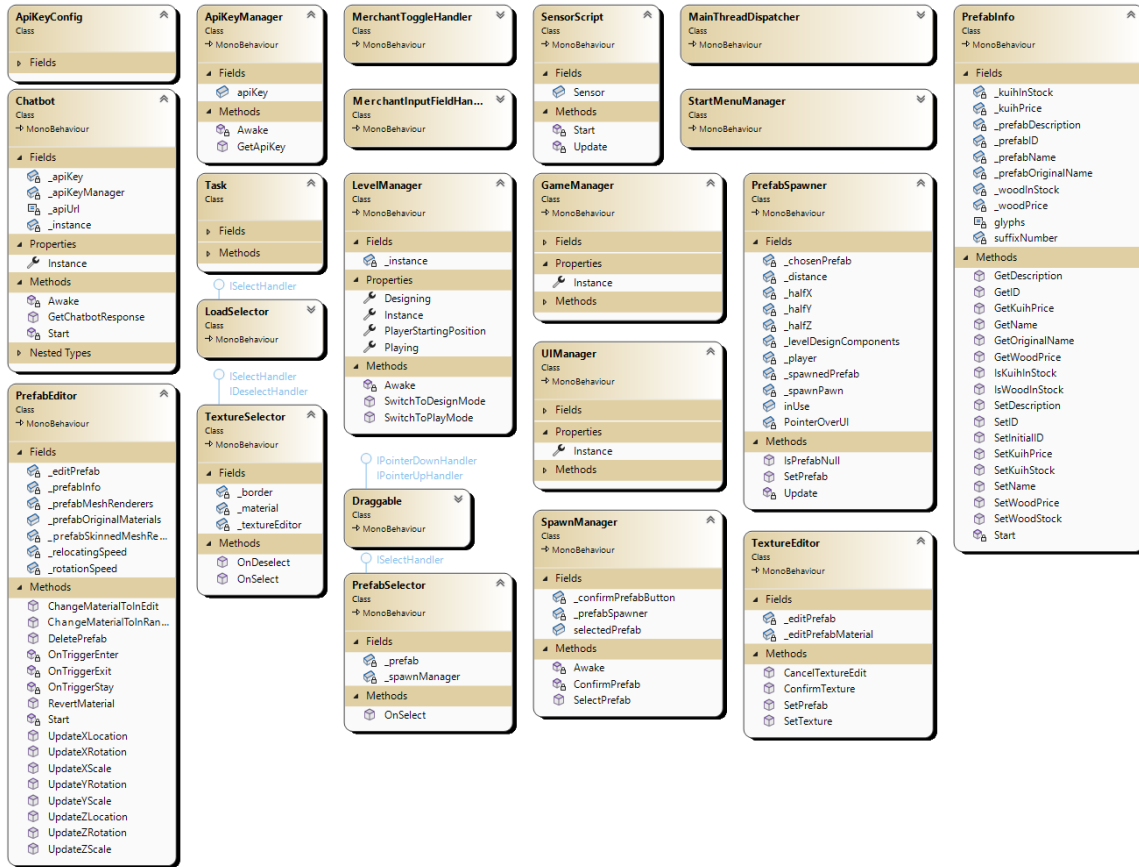 ApiKeyConfig
Class
Fields
Chatbot
Class
MonoBehaviour
Fields
_apiKey
_apiKeyManager
_apiUrl
_instance
Properties
Instance
Methods
Awake
GetChatbotResponse
Start
Nested Types
PrefabEditor
Class
MonoBehaviour
Fields
_editPrefab
_prefabInfo
_prefabMeshRenderers
_prefabOriginalMaterials
_prefabSkinnedMeshRe...
_relocatingSpeed
_rotationSpeed
Methods
ChangeMaterialToInEdit
ChangeMaterialToInRan...
DeletePrefab
OnTriggerEnter
OnTriggerExit
OnTriggerStay
RevertMaterial
Start
UpdateXLocation
UpdateXRotation
UpdateXScale
UpdateYRotation
UpdateYScale
UpdateZLocation
UpdateZRotation
UpdateZScale
ApiKeyManager
Class
MonoBehaviour
Fields
apiKey
Methods
Awake
GetApiKey
Task
Class
Fields
Methods
ISelectHandler
LoadSelector
Class
MonoBehaviour
ISelectHandler
IDeselectHandler
TextureSelector
Class
MonoBehaviour
Fields
_border
_material
_textureEditor
Methods
OnDeselect
OnSelect
MerchantToggleHandler
Class
MonoBehaviour
MerchantInputFieldHan...
Class
MonoBehaviour
LevelManager
Class
MonoBehaviour
Fields
_instance
Properties
Designing
Instance
PlayerStartingPosition
Playing
Methods
Awake
SwitchToDesignMode
SwitchToPlayMode
IPointerDownHandler
IPointerUpHandler
Draggable
Class
MonoBehaviour
ISelectHandler
PrefabSelector
Class
MonoBehaviour
Fields
_prefab
_spawnManager
Methods
OnSelect
SensorScript
Class
MonoBehaviour
Fields
Sensor
Methods
Start
Update
GameManager
Class
MonoBehaviour
Fields
Properties
Instance
Methods
UIManager
Class
MonoBehaviour
Fields
Properties
Instance
Methods
SpawnManager
Class
MonoBehaviour
Fields
_confirmPrefabButton
_prefabSpawner
selectedPrefab
Methods
Awake
ConfirmPrefab
SelectPrefab
MainThreadDispatcher
Class
MonoBehaviour
StartMenuManager
Class
MonoBehaviour
PrefabSpawner
Class
MonoBehaviour
Fields
_chosenPrefab
_distance
_halfX
_halfY
_halfZ
_levelDesignComponents
_player
_spawnedPrefab
_spawnPawn
inUse
PointerOverUI
Methods
IsPrefabNull
SetPrefab
Update
TextureEditor
Class
MonoBehaviour
Fields
_editPrefab
_editPrefabMaterial
Methods
CancelTextureEdit
ConfirmTexture
SetPrefab
SetTexture
PrefabInfo
Class
MonoBehaviour
Fields
_kuihInStock
_kuihPrice
_prefabDescription
_prefabID
_prefabName
_prefabOriginalName
_woodInStock
_woodPrice
glyphs
suffixNumber
Methods
GetDescription
GetID
GetKuihPrice
GetName
GetOriginalName
GetWoodPrice
IsKuihInStock
IsWoodInStock
SetDescription
SetID
SetInitialID
SetKuihPrice
SetKuihStock
SetName
SetWoodPrice
SetWoodStock
Start